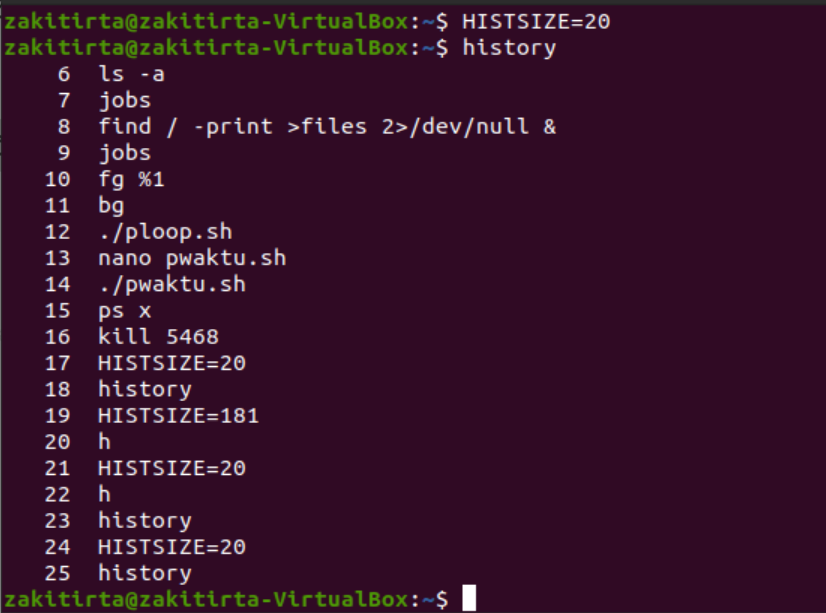 zakitirta@zakitirta-VirtualBox:~$ HISTSIZE=20
zakitirta@zakitirta-VirtualBox:~$ history
6 ls -a
7 jobs
8 find / -print >files 2>/dev/null &
9 jobs
10 fg %1
11 bg
12 ./ploop.sh
13 nano pwaktu.sh
14 ./pwaktu.sh
15 ps x
16 kill 5468
17 HISTSIZE=20
18 history
19 HISTSIZE=181
20 h
21 HISTSIZE=20
22 h
23 history
24 HISTSIZE=20
25 history
zakitirta@zakitirta-VirtualBox:~$